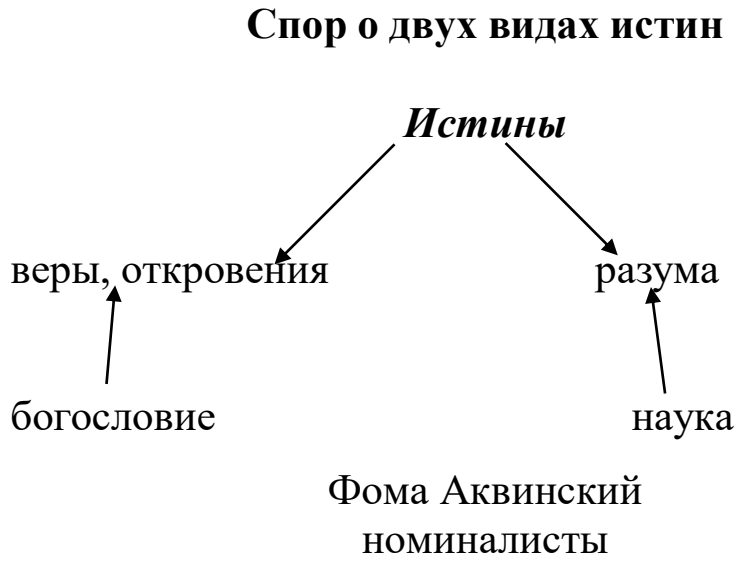 Спор о двух видах истин
Истины
веры, откровения разума
богословие наука
Фома Аквинский
номиналисты